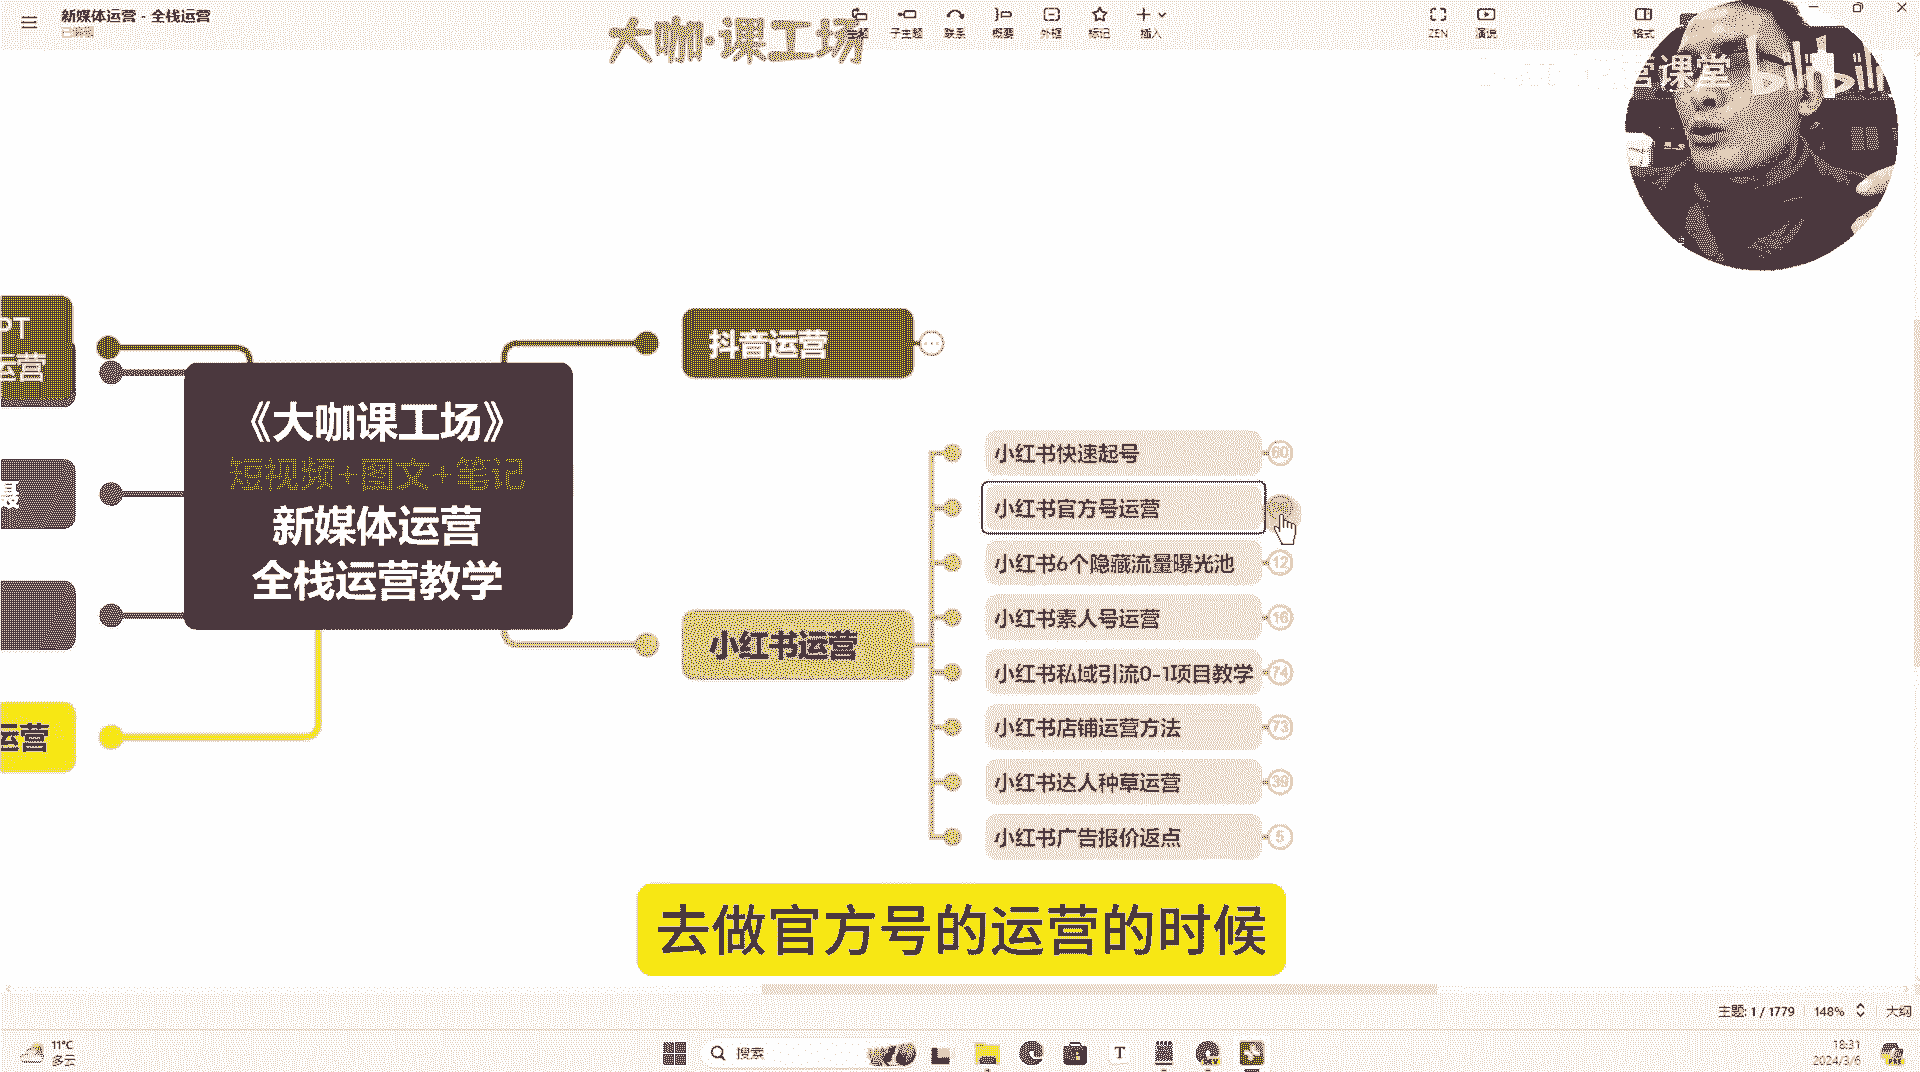 新媒体运营 - 全栈运营
已编辑
大咖·课工场
主题
子主题
联系
概要
外框
标记
插入
ZEN
演说
格式
营课堂
bilibili
PT
运营
摄
运营
《大咖课工场》
短视频+图文+笔记
新媒体运营
全栈运营教学
抖音运营
小红书运营
小红书快速起号
60
小红书官方号运营
小红书6个隐藏流量曝光池
12
小红书素人号运营
16
小红书私域引流0-1项目教学
74
小红书店铺运营方法
73
小红书达人种草运营
39
小红书广告报价返点
5
去做官方号的运营的时候
主题: 1 / 1779
148%
大纲
11°C
多云
搜索
18:31
2024/3/6